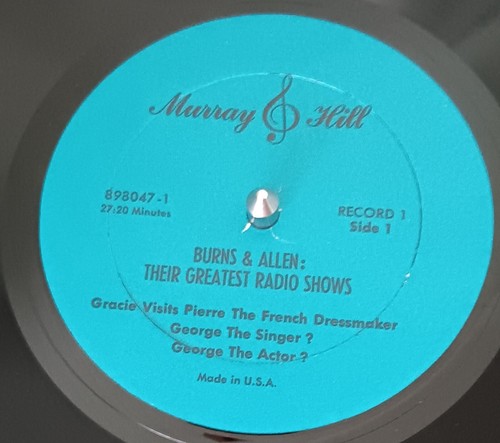 Murray Hill
898047-1
27:20 Minutes
RECORD 1
Side 1
BURNS & ALLEN:
THEIR GREATEST RADIO SHOWS
Gracie Visits Pierre The French Dressmaker
George The Singer ?
George The Actor ?
Made in U.S.A.